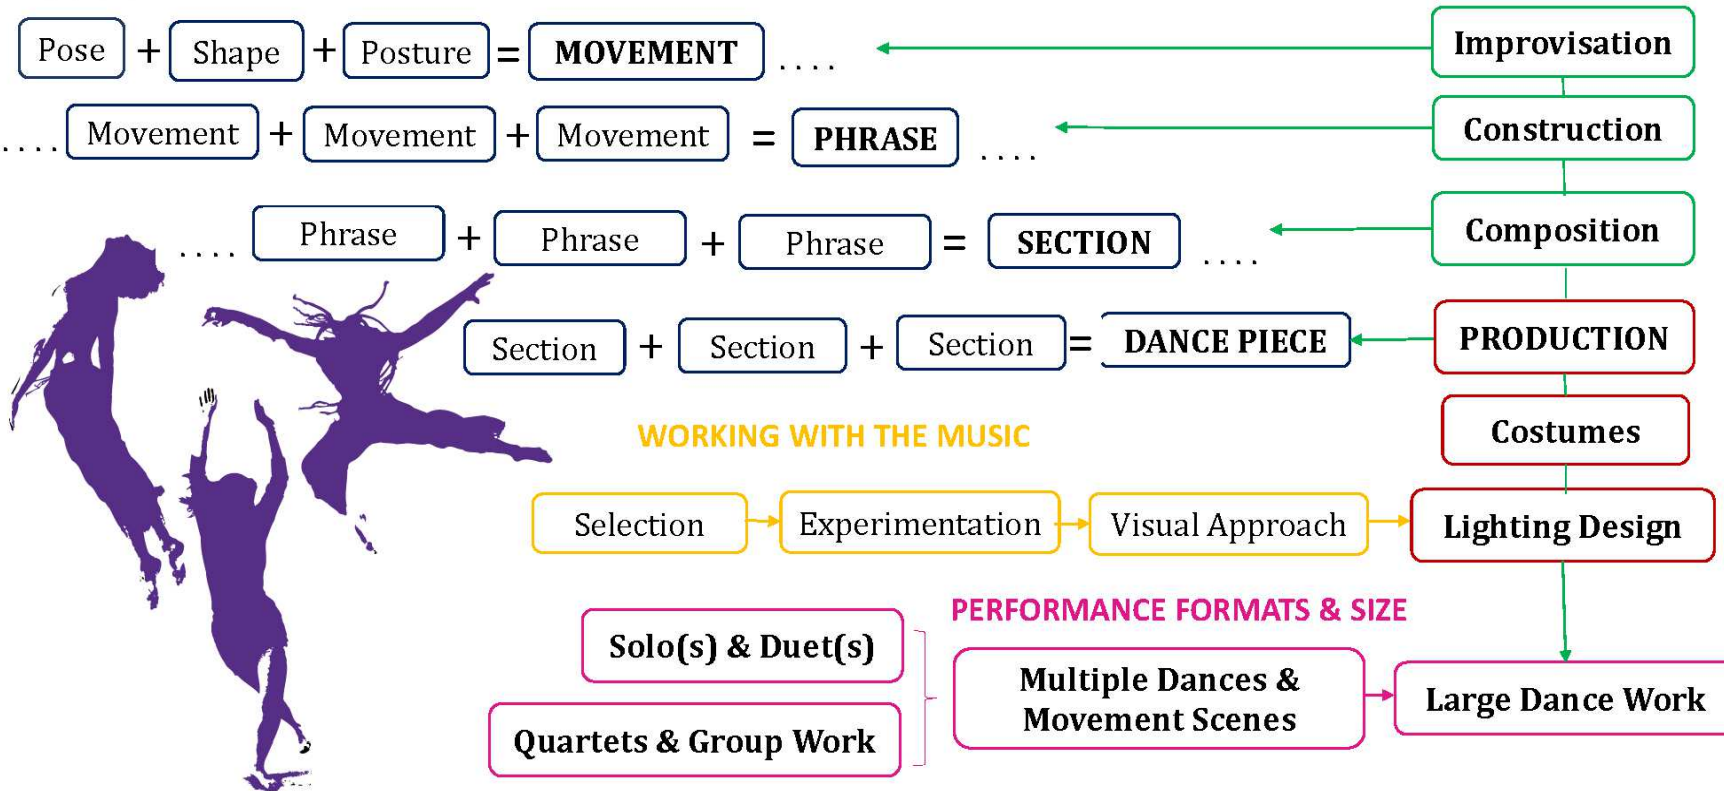 Pose + Shape + Posture = MOVEMENT .... Improvisation
.... Movement + Movement + Movement = PHRASE .... Construction
.... Phrase + Phrase + Phrase = SECTION .... Composition
Section + Section + Section = DANCE PIECE PRODUCTION
Costumes
WORKING WITH THE MUSIC
Selection Experimentation Visual Approach Lighting Design
PERFORMANCE FORMATS & SIZE
Solo(s) & Duet(s)
Quartets & Group Work
Multiple Dances &
Movement Scenes
Large Dance Work